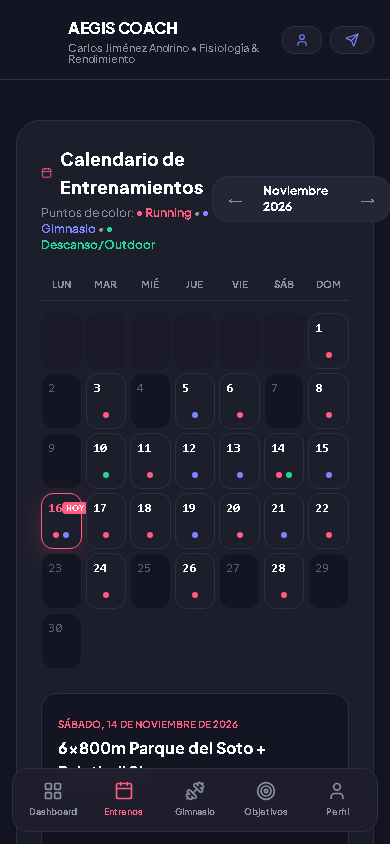 AEGIS COACH
Carlos Jiménez Andrino • Fisiología &
Rendimiento
Calendario de
Entrenamientos
Puntos de color: • Running • •
Gimnasio • •
Descanso/Outdoor
←
Noviembre
2026
→
LUN MAR MIÉ JUE VIE SÁB DOM
1
2 3 4 5 6 7 8
9 10 11 12 13 14 15
16 HOY 17 18 19 20 21 22
23 24 25 26 27 28 29
30
SÁBADO, 14 DE NOVIEMBRE DE 2026
6x800m Parque del Soto +
Dashboard Entrenos Gimnasio Objetivos Perfil